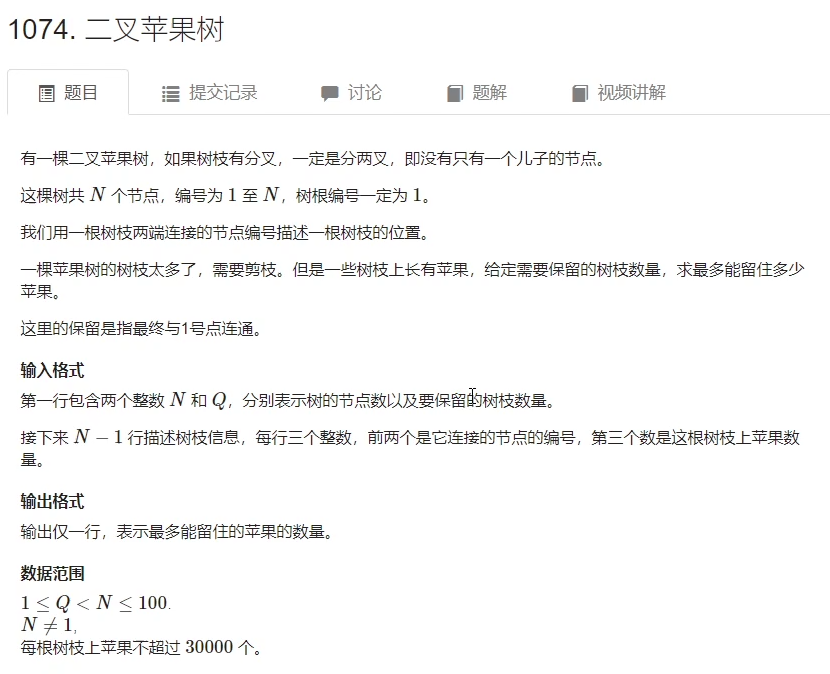 1074. 二叉苹果树
题目 提交记录 讨论 题解 视频讲解
有一棵二叉苹果树，如果树枝有分叉，一定是分两叉，即没有只有一个儿子的节点。
这棵树共 N 个节点，编号为 1 至 N，树根编号一定为 1。
我们用一根树枝两端连接的节点编号描述一根树枝的位置。
一棵苹果树的树枝太多了，需要剪枝。但是一些树枝上长有苹果，给定需要保留的树枝数量，求最多能留住多少
苹果。
这里的保留是指最终与1号点连通。
输入格式
第一行包含两个整数 N 和 Q，分别表示树的节点数以及要保留的树枝数量。
接下来 N − 1 行描述树枝信息，每行三个整数，前两个是它连接的节点的编号，第三个数是这根树枝上苹果数
量。
输出格式
输出仅一行，表示最多能留住的苹果的数量。
数据范围
1 ≤ Q < N ≤ 100.
N ≠ 1,
每根树枝上苹果不超过 30000 个。